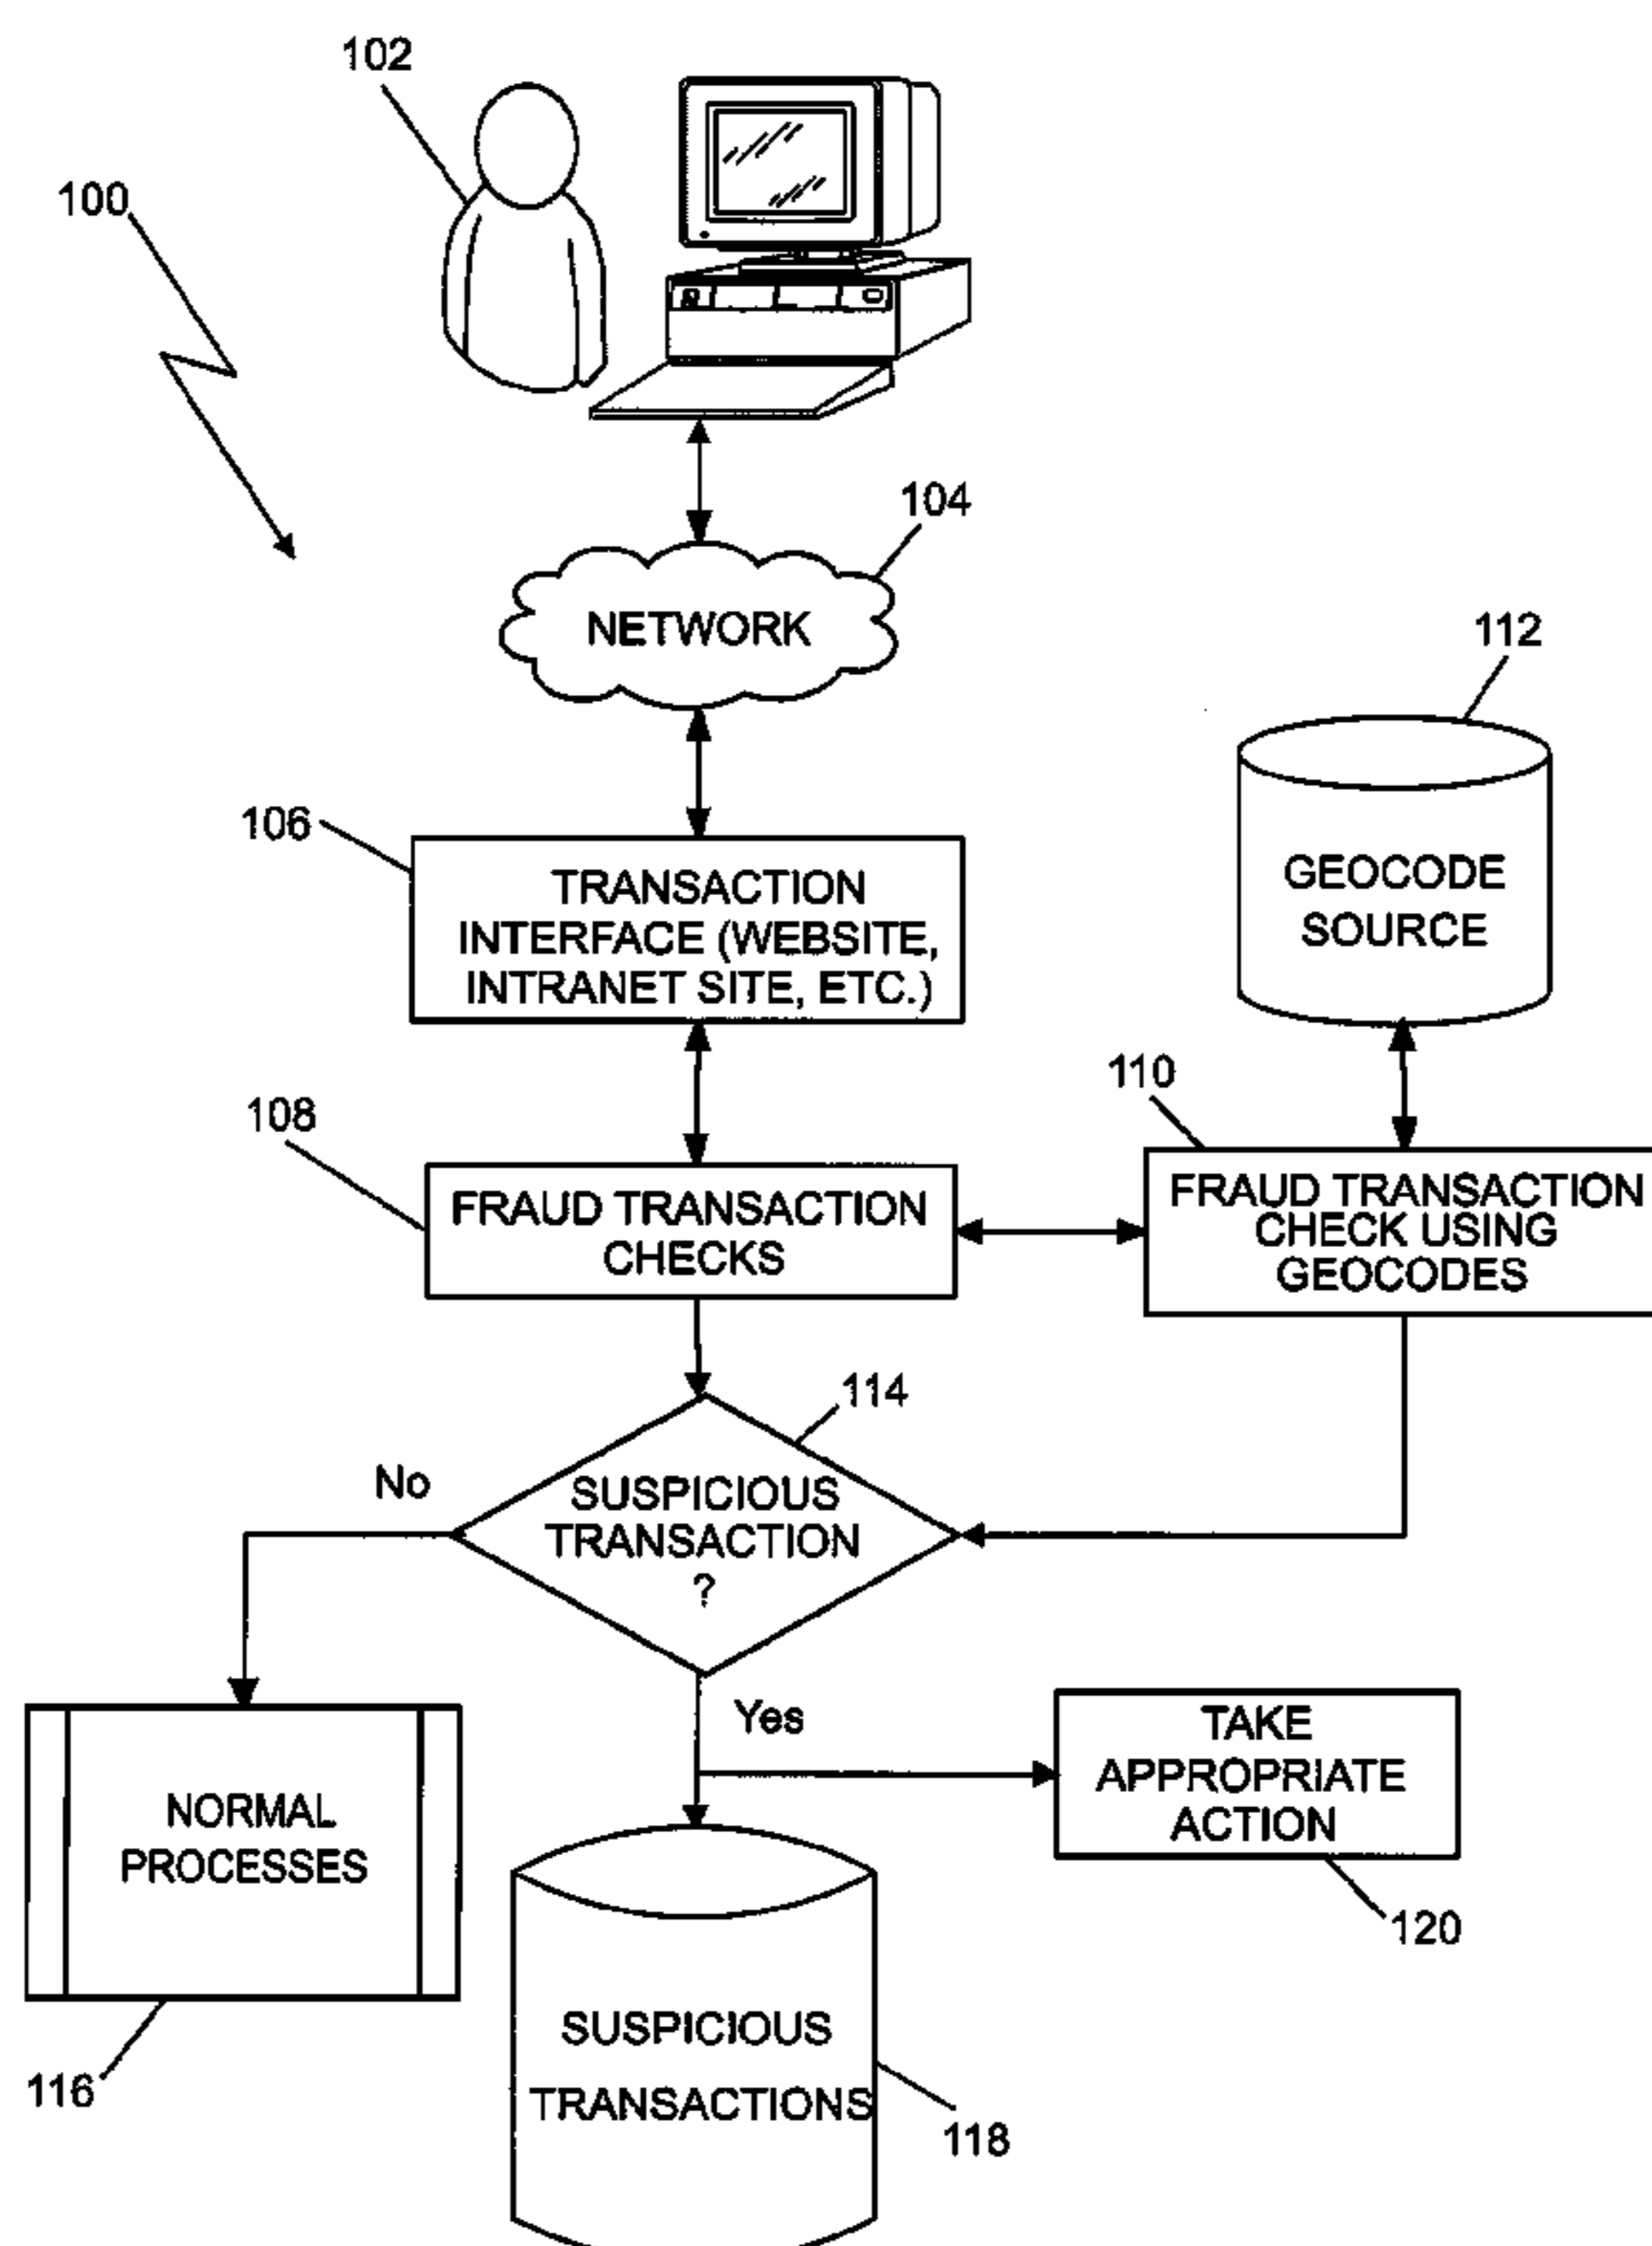 102
100
104
NETWORK
112
106
TRANSACTION
INTERFACE (WEBSITE,
INTRANET SITE, ETC.)
GEOCODE
SOURCE
110
108
FRAUD TRANSACTION
CHECKS
FRAUD TRANSACTION
CHECK USING
GEOCODES
114
No
SUSPICIOUS
TRANSACTION
?
Yes
TAKE
APPROPRIATE
ACTION
NORMAL
PROCESSES
120
SUSPICIOUS
TRANSACTIONS
116
118